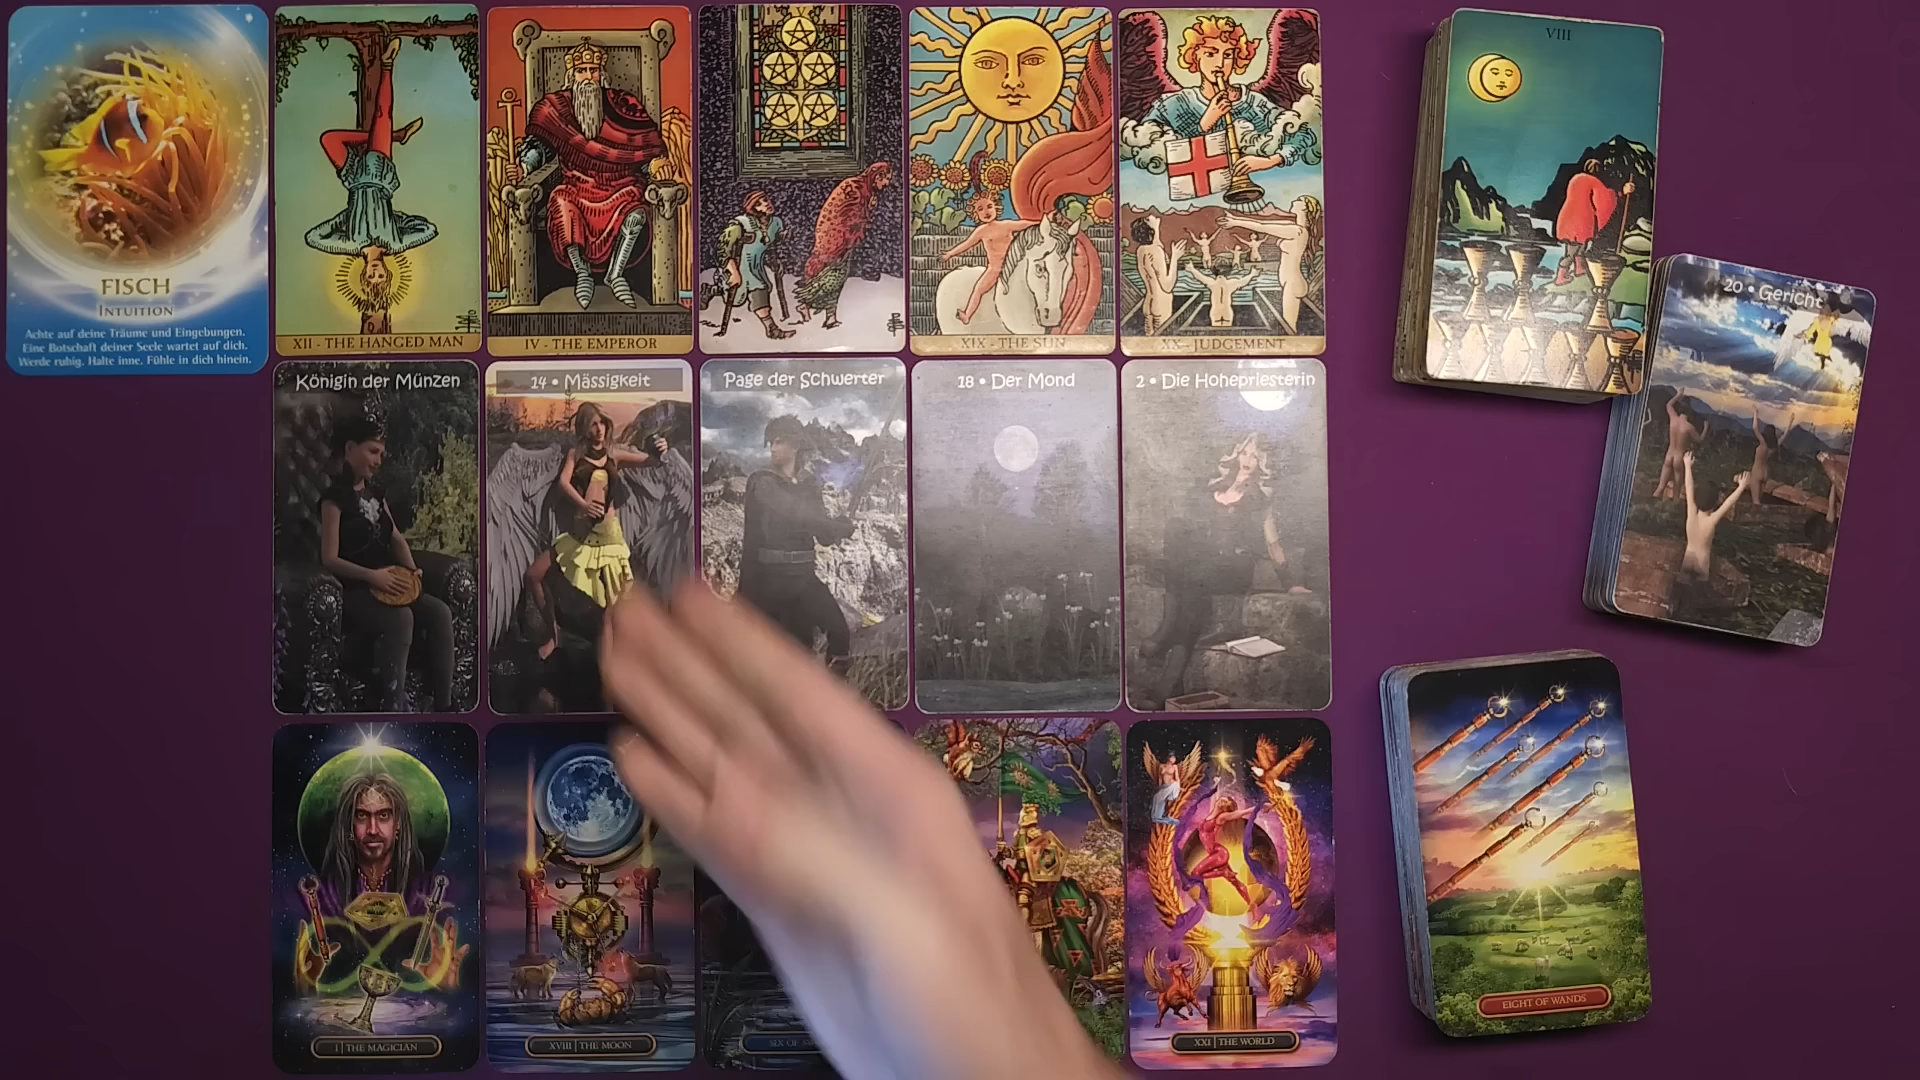 FISCH
INTUITION
Achte auf deine Träume und Eingebungen.
Eine Botschaft deiner Seele wartet auf dich.
Werde ruhig. Halte inne. Fühle in dich hinein.
XII - THE HANGED MAN
IV - THE EMPEROR
V
XIX - THE SUN
XX - JUDGEMENT
VIII
20 • Gericht
Königin der Münzen
14 • Mässigkeit
Page der Schwerter
18 • Der Mond
2 • Die Hohepriesterin
I | THE MAGICIAN
XVIII | THE MOON
SIX OF
XXI | THE WORLD
EIGHT OF WANDS